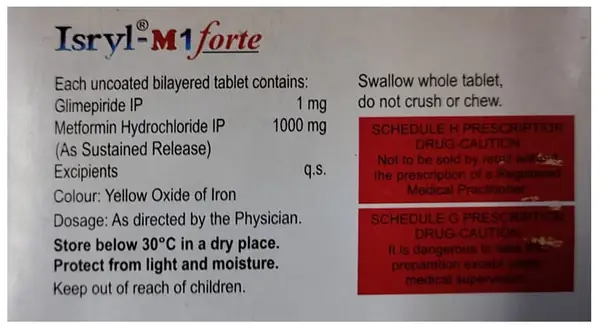 Isryl®-M1forte
Each uncoated bilayered tablet contains:
Glimepiride IP 1 mg
Metformin Hydrochloride IP 1000 mg
(As Sustained Release)
Excipients q.s.
Colour: Yellow Oxide of Iron
Dosage: As directed by the Physician.
Store below 30°C in a dry place.
Protect from light and moisture.
Keep out of reach of children.
Swallow whole tablet,
do not crush or chew.
SCHEDULE H PRESCRIPTION
DRUG-CAUTION
Not to be sold by retail without
the prescription of a Registered
Medical Practitioner.
SCHEDULE G PRESCRIPTION
DRUG-CAUTION
It is dangerous to take this
preparation except under
medical supervision.